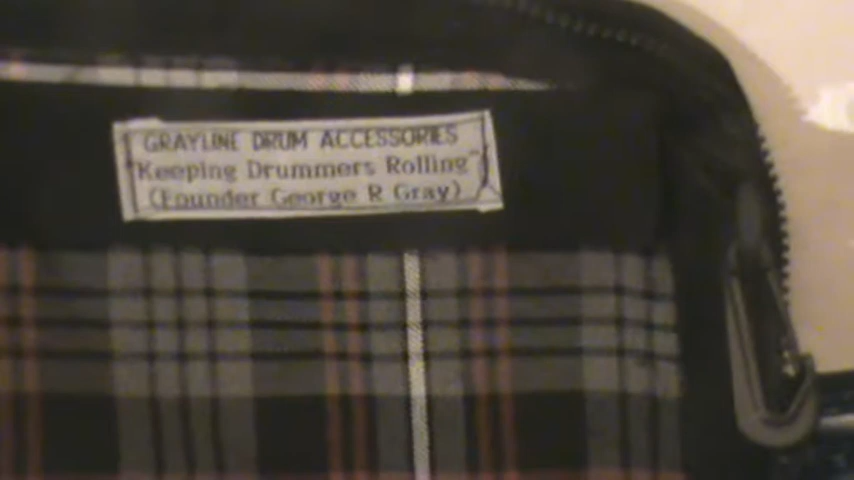 GRAYLINE DRUM ACCESSORIES
"Keeping Drummers Rolling"
(Founder George R Gray)